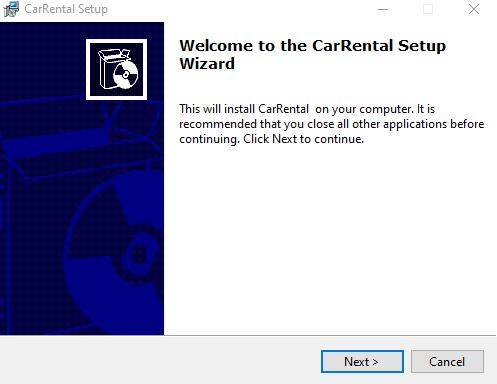 CarRental Setup
Welcome to the CarRental Setup
Wizard
This will install CarRental  on your computer. It is
recommended that you close all other applications before
continuing. Click Next to continue.
Next >
Cancel